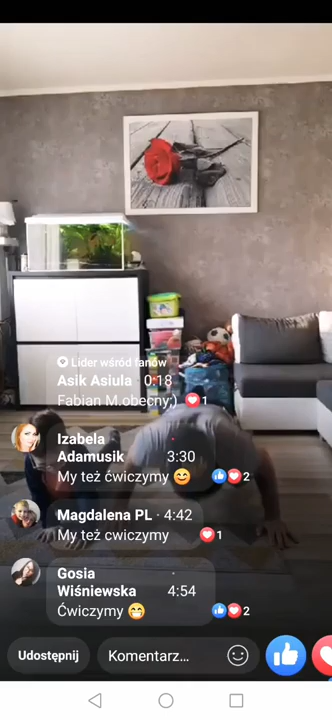 Lider wśród fanów
Asik Asiula · 0:18
Fabian M.obecny;) 1
Izabela
Adamusik · 3:30
My też ćwiczymy 😊 2
Magdalena PL · 4:42
My też cwiczymy 1
Gosia
Wiśniewska · 4:54
Ćwiczymy 😁 2
Udostępnij
Komentarz...